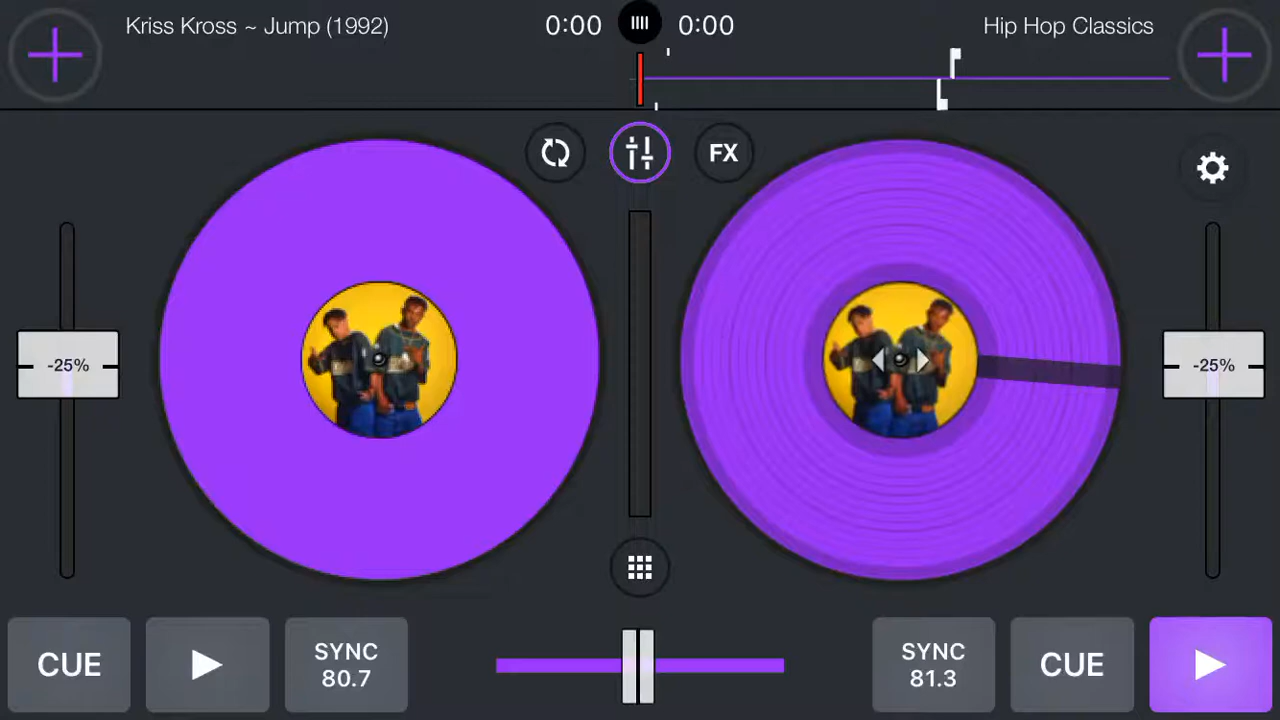 Kriss Kross ~ Jump (1992)
0:00
0:00
Hip Hop Classics
FX
-25%
-25%
CUE
SYNC
80.7
SYNC
81.3
CUE